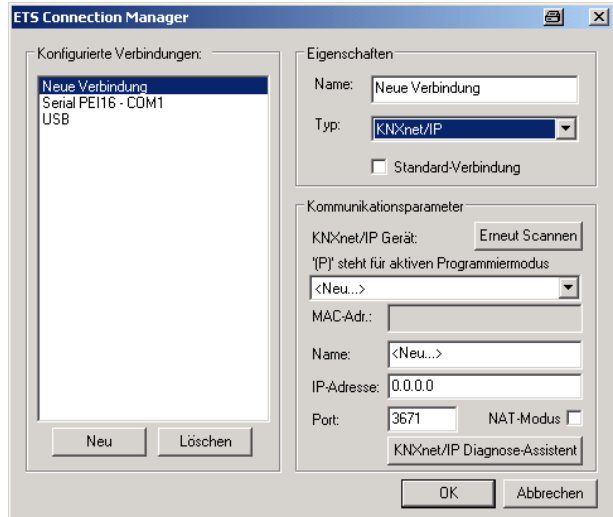 ETS Connection Manager
Konfigurierte Verbindungen:
Neue Verbindung
Serial PEI16 - COM1
USB
Neu
Löschen
Eigenschaften
Name:
Neue Verbindung
Typ:
KNXnet/IP
Standard-Verbindung
Kommunikationsparameter
KNXnet/IP Gerät:
Erneut Scannen
'(P)' steht für aktiven Programmiermodus
<Neu...>
MAC-Adr.:
Name:
<Neu...>
IP-Adresse:
0.0.0.0
Port:
3671
NAT-Modus
KNXnet/IP Diagnose-Assistent
OK
Abbrechen